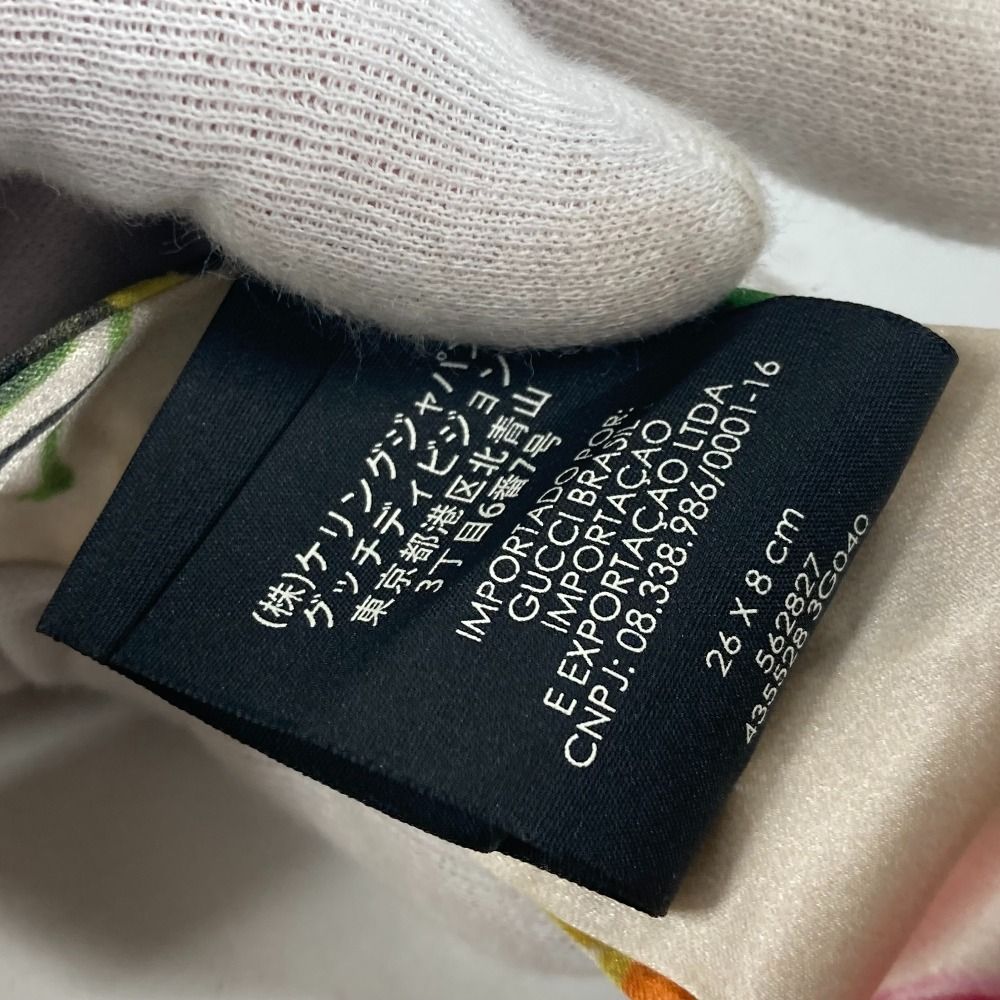 (株)ケリングジャパン
グッチディビジョン
東京都港区北青山
3丁目6番7号
IMPORTADO POR:
GUCCI BRASIL
IMPORTAÇAO
E EXPORTAÇAO LTDA
CNPJ: 08.338.986/0001-16
26 X 8 cm
562827
435528 3G040